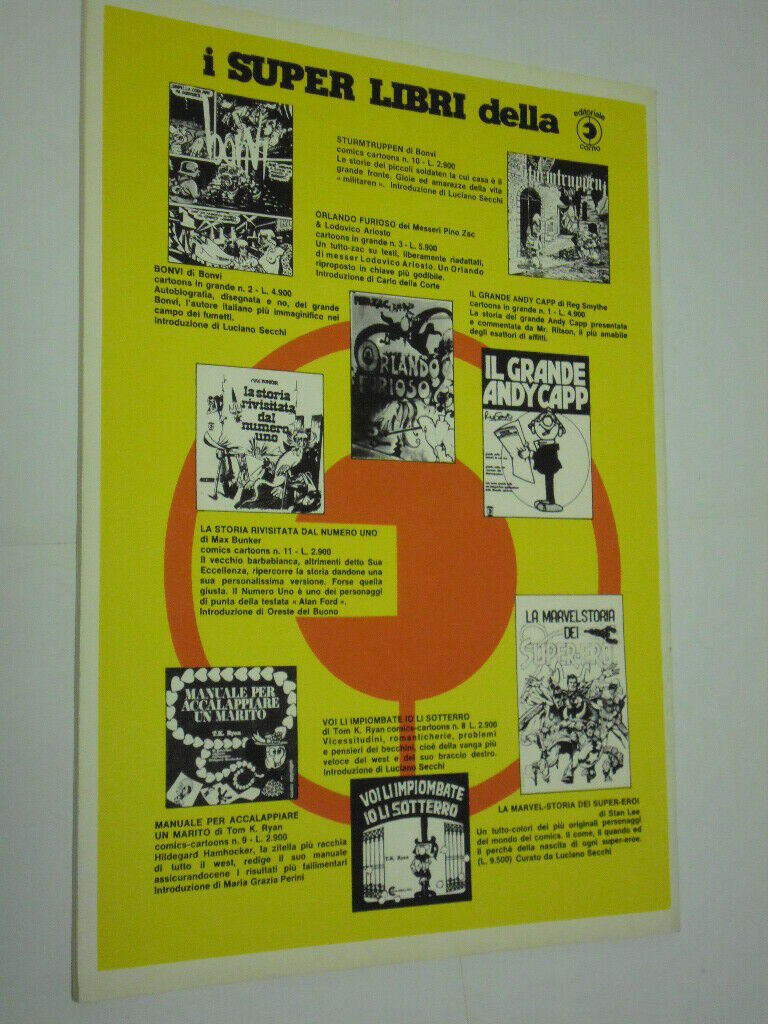 i SUPER LIBRI della
editoriale
corno
STURMTRUPPEN di Bonvi
comics cartoons n. 10 - L. 2.900
Le storie dei piccoli soldaten la cui casa è il
grande fronte. Gioie ed amarezze della vita
« militaren ». Introduzione di Luciano Secchi
Sturmtruppen
BONVI
ORLANDO FURIOSO dei Messeri Pino Zac
& Lodovico Ariosto
cartoons in grande n. 3 - L. 5.900
Un tutto-zac su testi, liberamente riadattati,
di messer Lodovico Ariosto. Un Orlando
riproposto in chiave più godibile.
Introduzione di Carlo della Corte
BONVI di Bonvi
cartoons in grande n. 2 - L. 4.900
Autobiografia, disegnata e no, del grande
Bonvi, l'autore italiano più immaginifico nel
campo dei fumetti.
Introduzione di Luciano Secchi
IL GRANDE ANDY CAPP di Reg Smythe
cartoons in grande n. 1 - L. 4.900
La storia del grande Andy Capp presentata
e commentata da Mr. Ritson, il più amabile
degli esattori di affitti.
ORLANDO
FURIOSO
IL GRANDE
ANDY CAPP
MAX BUNKER
la storia
rivisitata
dal
numero
uno
LA STORIA RIVISITATA DAL NUMERO UNO
di Max Bunker
comics cartoons n. 11 - L. 2.900
Il vecchio barbabianca, altrimenti detto Sua
Eccellenza, ripercorre la storia dandone una
sua personalissima versione. Forse quella
giusta. Il Numero Uno è uno dei personaggi
di punta della testata « Alan Ford ».
Introduzione di Oreste del Buono
LA MARVELSTORIA
DEI
SUPER-EROI
MANUALE PER
ACCALAPPIARE
UN MARITO
T.K. Ryan
VOI LI IMPIOMBATE IO LI SOTTERRO
di Tom K. Ryan comics-cartoons n. 8 L. 2.900
Vicessitudini, romanticherie, problemi
e pensieri dei becchini, cioè della vanga più
veloce del west e del suo braccio destro.
Introduzione di Luciano Secchi
VOI LI IMPIOMBATE
IO LI SOTTERRO
T.K. Ryan
LA MARVEL-STORIA DEI SUPER-EROI
di Stan Lee
Un tutto-colori dei più originali personaggi
del mondo dei comics. Il come, il quando ed
il perché della nascita di ogni super-eroe.
(L. 9.500) Curato da Luciano Secchi
MANUALE PER ACCALAPPIARE
UN MARITO di Tom K. Ryan
comics-cartoons n. 9 - L. 2.900
Hildegard Hamhocker, la zitella più racchia
di tutto il west, redige il suo manuale
assicurandocene i risultati più fallimentari
Introduzione di Maria Grazia Perini